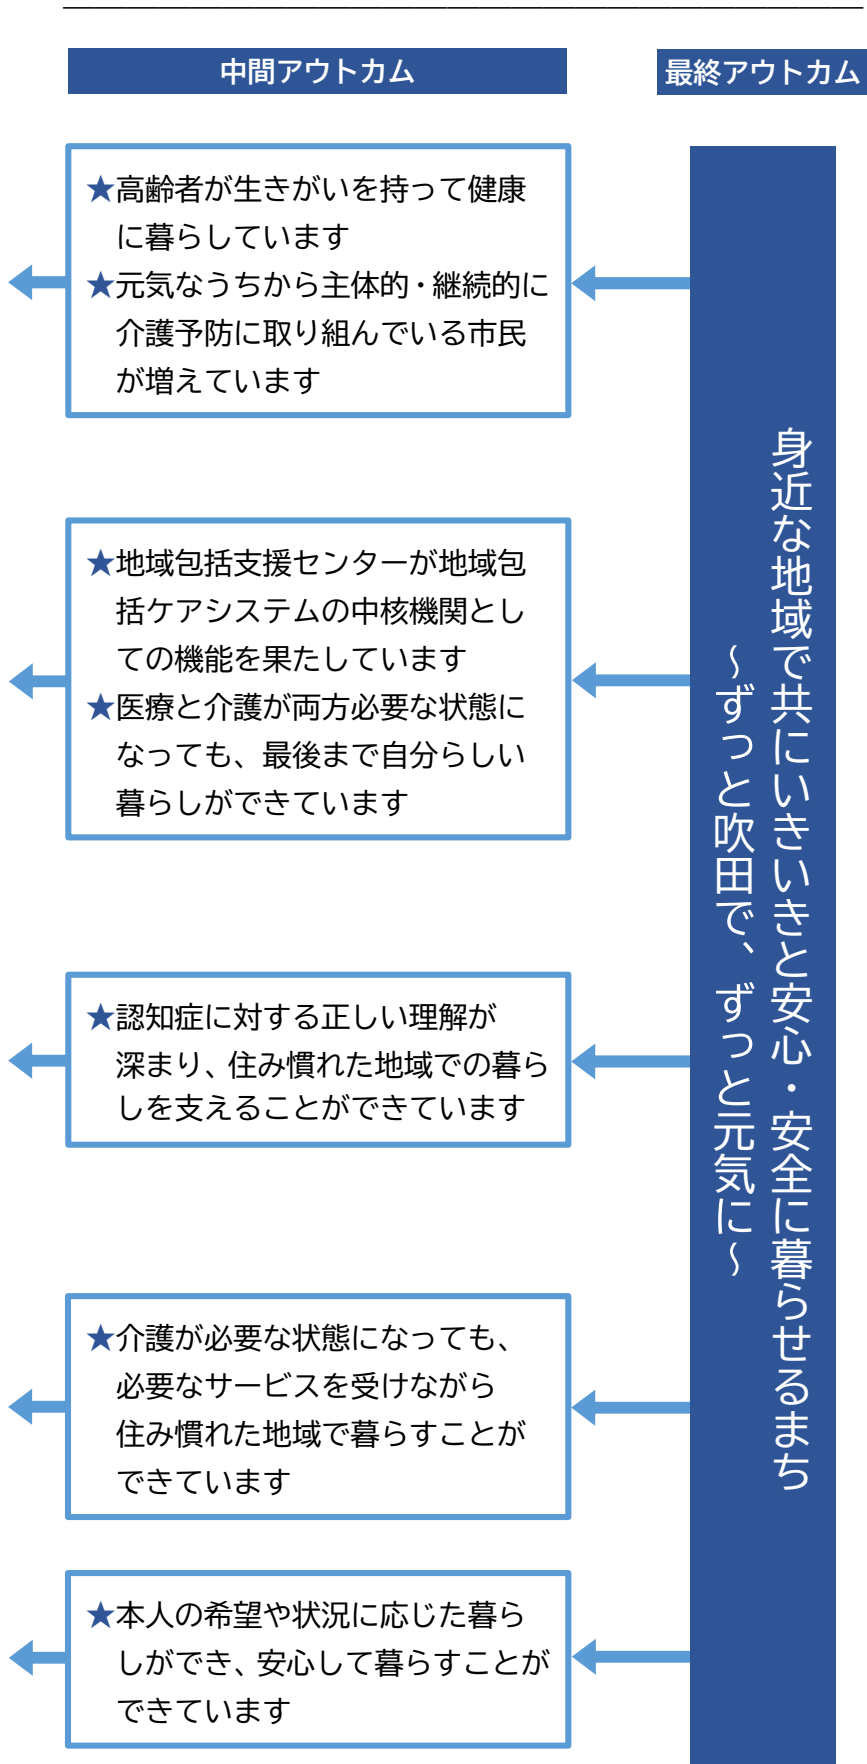 中間アウトカム
最終アウトカム
★高齢者が生きがいを持って健康
に暮らしています
★元気なうちから主体的・継続的に
介護予防に取り組んでいる市民
が増えています
★地域包括支援センターが地域包
括ケアシステムの中核機関とし
ての機能を果たしています
★医療と介護が両方必要な状態に
なっても、最後まで自分らしい
暮らしができています
★認知症に対する正しい理解が
深まり、住み慣れた地域での暮ら
しを支えることができています
★介護が必要な状態になっても、
必要なサービスを受けながら
住み慣れた地域で暮らすことが
できています
★本人の希望や状況に応じた暮ら
しができ、安心して暮らすことが
できています
身近な地域で共にいきいきと安心・安全に暮らせるまち
～ずっと吹田で、ずっと元気に～